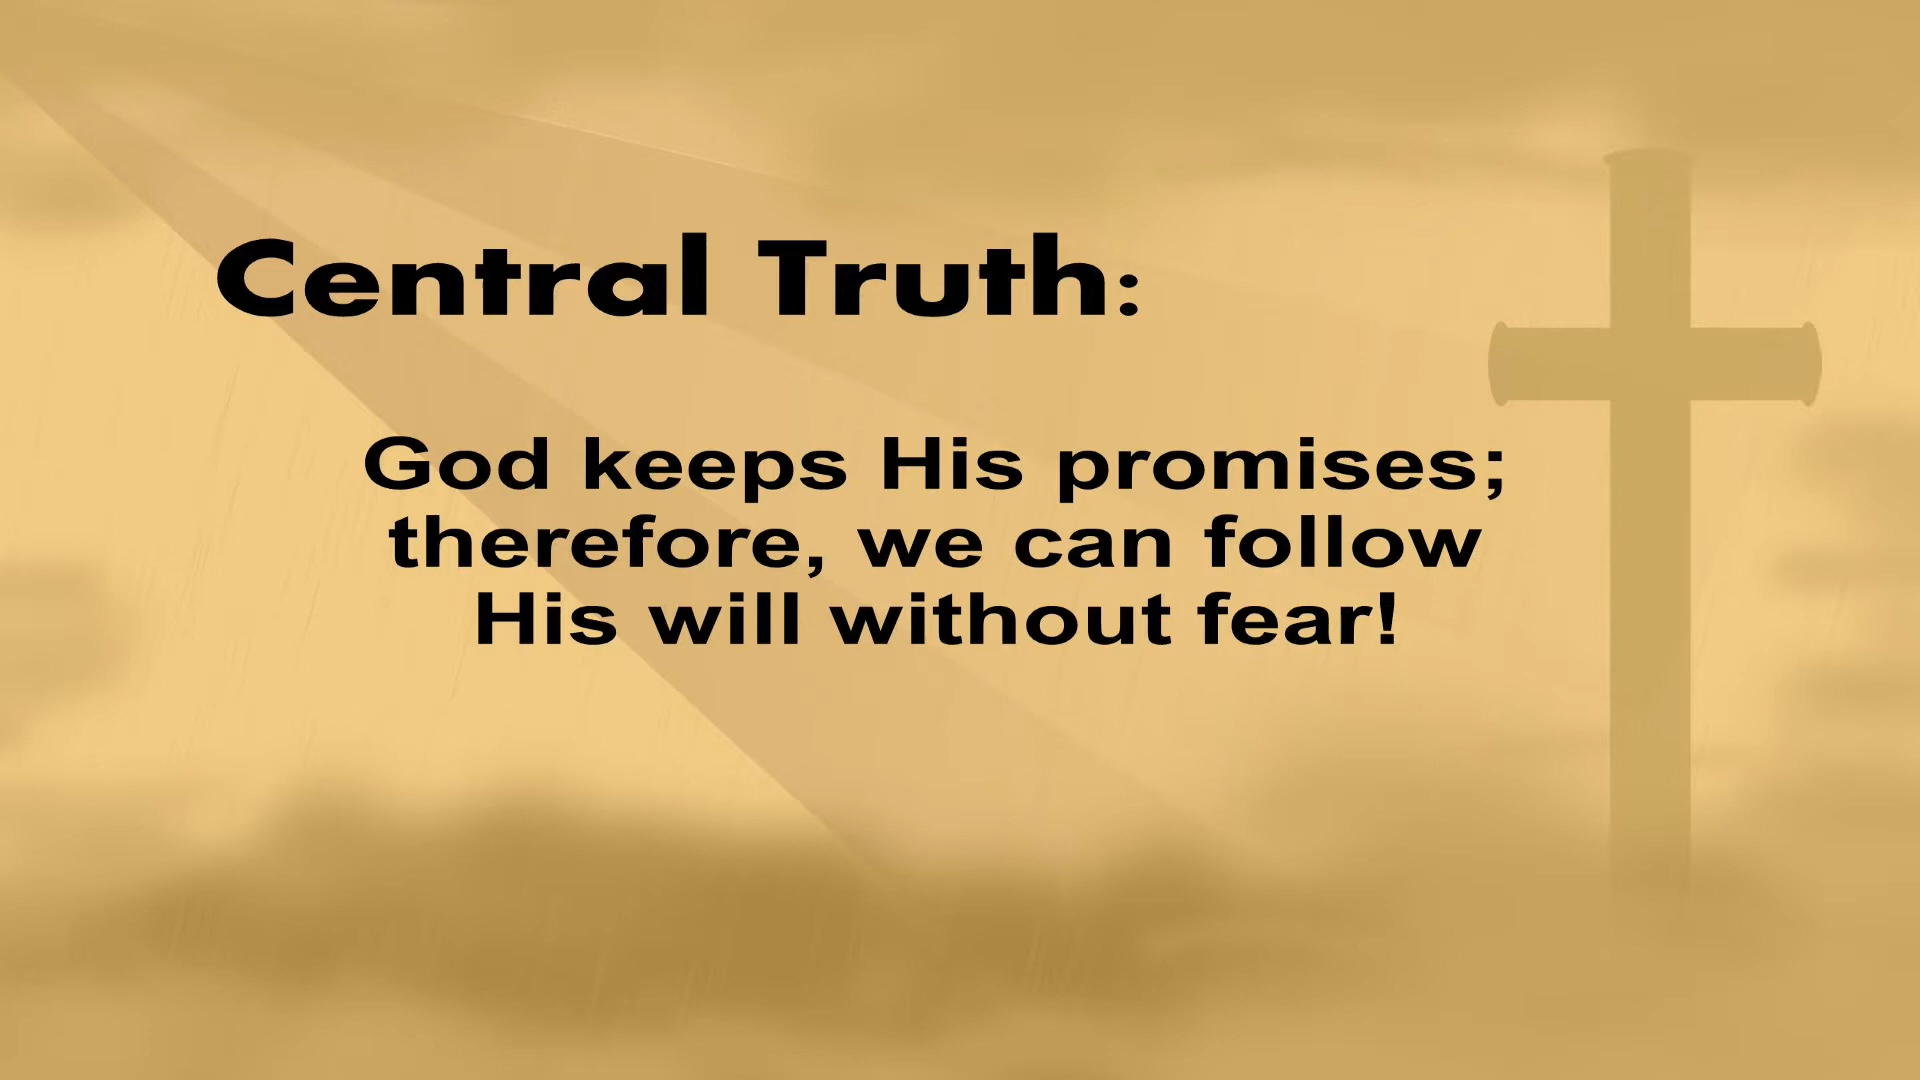 Central Truth:
God keeps His promises;
therefore, we can follow
His will without fear!